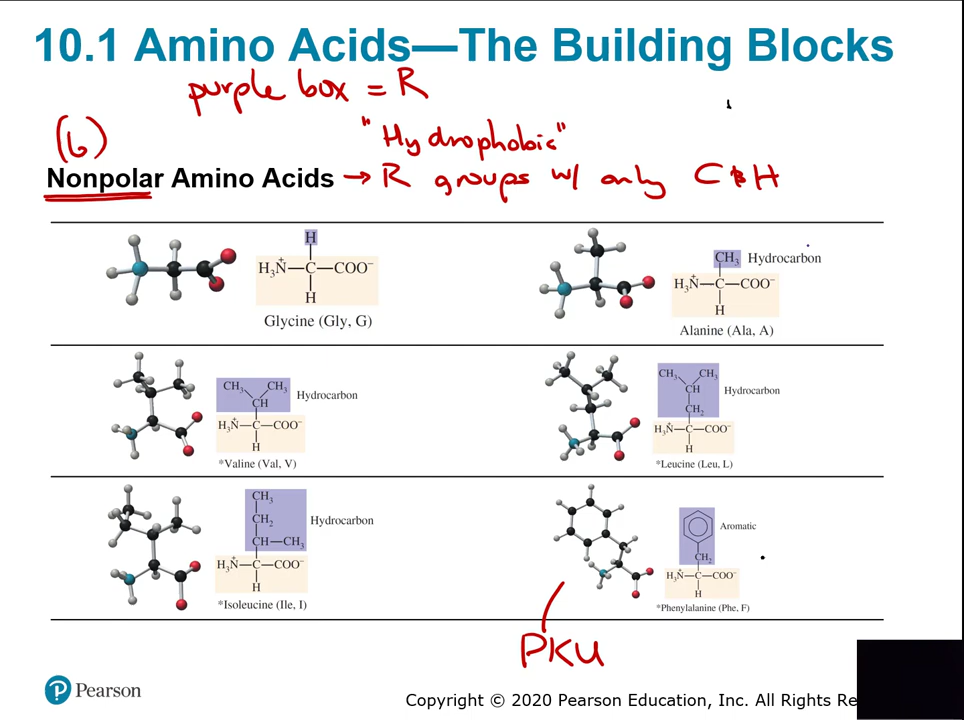 10.1 Amino Acids—The Building Blocks
purple box = R
(6)
"Hydrophobic"
Nonpolar Amino Acids → R groups w/ only C & H
H
H₃N⁺—C—COO⁻
H
Glycine (Gly, G)
CH₃ Hydrocarbon
H₃N⁺—C—COO⁻
H
Alanine (Ala, A)
CH₃ CH₃
Hydrocarbon
CH
H₃N⁺—C—COO⁻
H
*Valine (Val, V)
CH₃ CH₃
CH Hydrocarbon
CH₂
H₃N⁺—C—COO⁻
H
*Leucine (Leu, L)
CH₃
CH₂ Hydrocarbon
CH—CH₃
H₃N⁺—C—COO⁻
H
*Isoleucine (Ile, I)
Aromatic
CH₂
H₃N⁺—C—COO⁻
H
*Phenylalanine (Phe, F)
PKU
P Pearson
Copyright © 2020 Pearson Education, Inc. All Rights Re